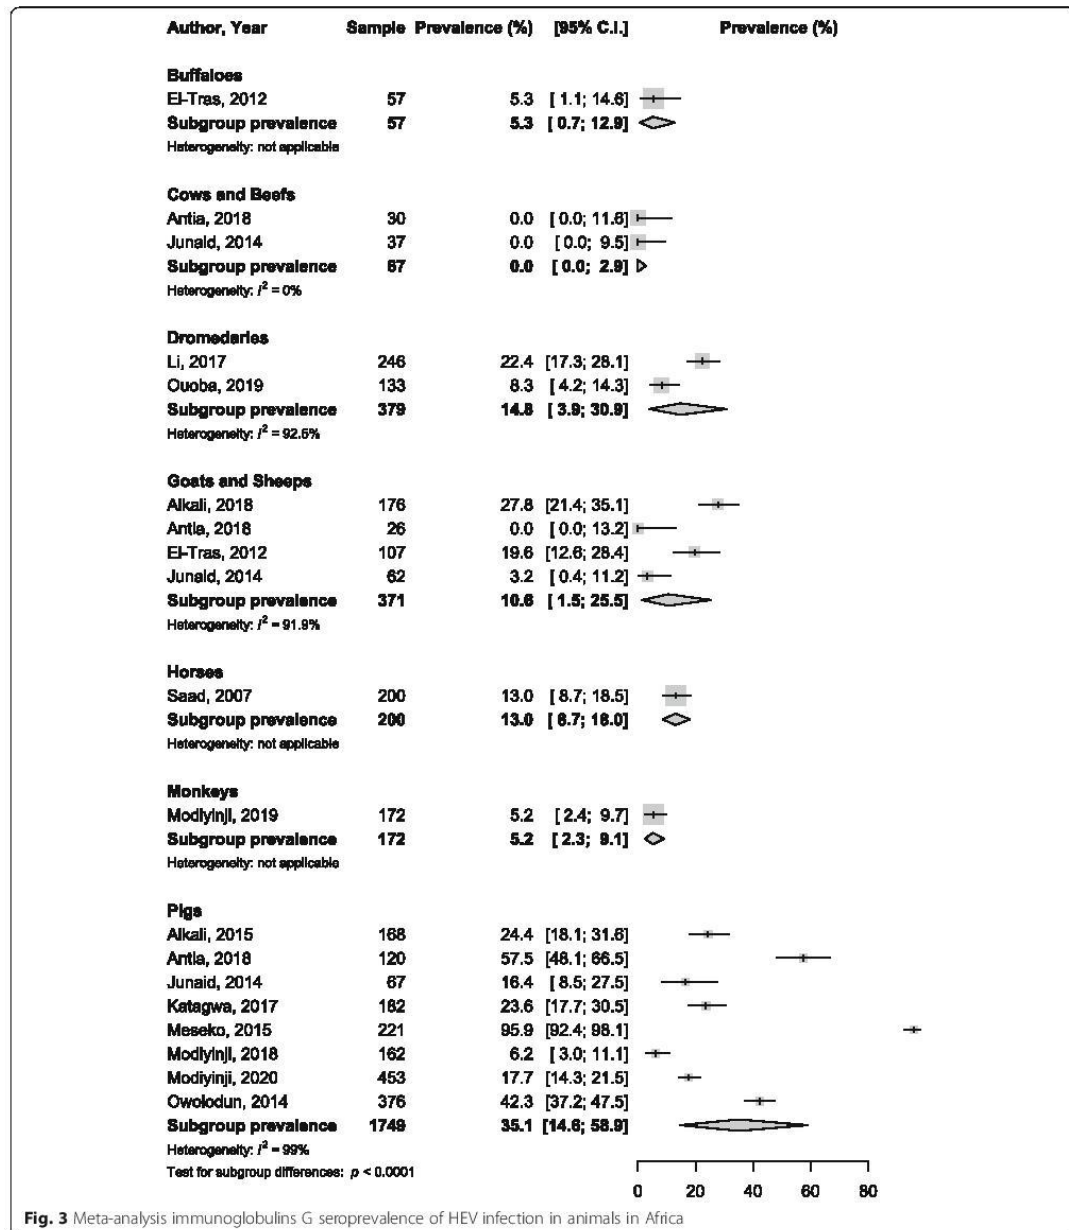 Author, Year Sample Prevalence (%) [95% C.I.] Prevalence (%)
Buffaloes
El-Tras, 2012 57 5.3 [ 1.1; 14.6]
Subgroup prevalence 57 5.3 [ 0.7; 12.9]
Heterogeneity: not applicable
Cows and Beefs
Antia, 2018 30 0.0 [ 0.0; 11.6]
Junaid, 2014 37 0.0 [ 0.0; 9.5]
Subgroup prevalence 67 0.0 [ 0.0; 2.9]
Heterogeneity: I² = 0%
Dromedaries
Li, 2017 246 22.4 [17.3; 28.1]
Ouoba, 2019 133 8.3 [ 4.2; 14.3]
Subgroup prevalence 379 14.8 [ 3.9; 30.9]
Heterogeneity: I² = 92.6%
Goats and Sheeps
Alkali, 2018 176 27.8 [21.4; 35.1]
Antia, 2018 26 0.0 [ 0.0; 13.2]
El-Tras, 2012 107 19.6 [12.6; 28.4]
Junaid, 2014 62 3.2 [ 0.4; 11.2]
Subgroup prevalence 371 10.6 [ 1.5; 25.5]
Heterogeneity: I² = 91.9%
Horses
Saad, 2007 200 13.0 [ 8.7; 18.5]
Subgroup prevalence 200 13.0 [ 8.7; 18.0]
Heterogeneity: not applicable
Monkeys
Modiyinji, 2019 172 5.2 [ 2.4; 9.7]
Subgroup prevalence 172 5.2 [ 2.3; 9.1]
Heterogeneity: not applicable
Pigs
Alkali, 2015 168 24.4 [18.1; 31.6]
Antia, 2018 120 57.5 [48.1; 66.5]
Junaid, 2014 67 16.4 [ 8.5; 27.5]
Katagwa, 2017 182 23.6 [17.7; 30.5]
Meseko, 2015 221 95.9 [92.4; 98.1]
Modiyinji, 2018 162 6.2 [ 3.0; 11.1]
Modiyinji, 2020 453 17.7 [14.3; 21.5]
Owolodun, 2014 376 42.3 [37.2; 47.5]
Subgroup prevalence 1749 35.1 [14.6; 58.9]
Heterogeneity: I² = 99%
Test for subgroup differences: p < 0.0001
0 20 40 60 80
Fig. 3 Meta-analysis immunoglobulins G seroprevalence of HEV infection in animals in Africa